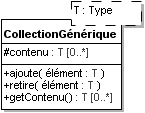 T : Type
CollectionGénérique
#contenu : T [0..*]
+ajoute( élément : T )
+retire( élément : T )
+getContenu() : T [0..*]